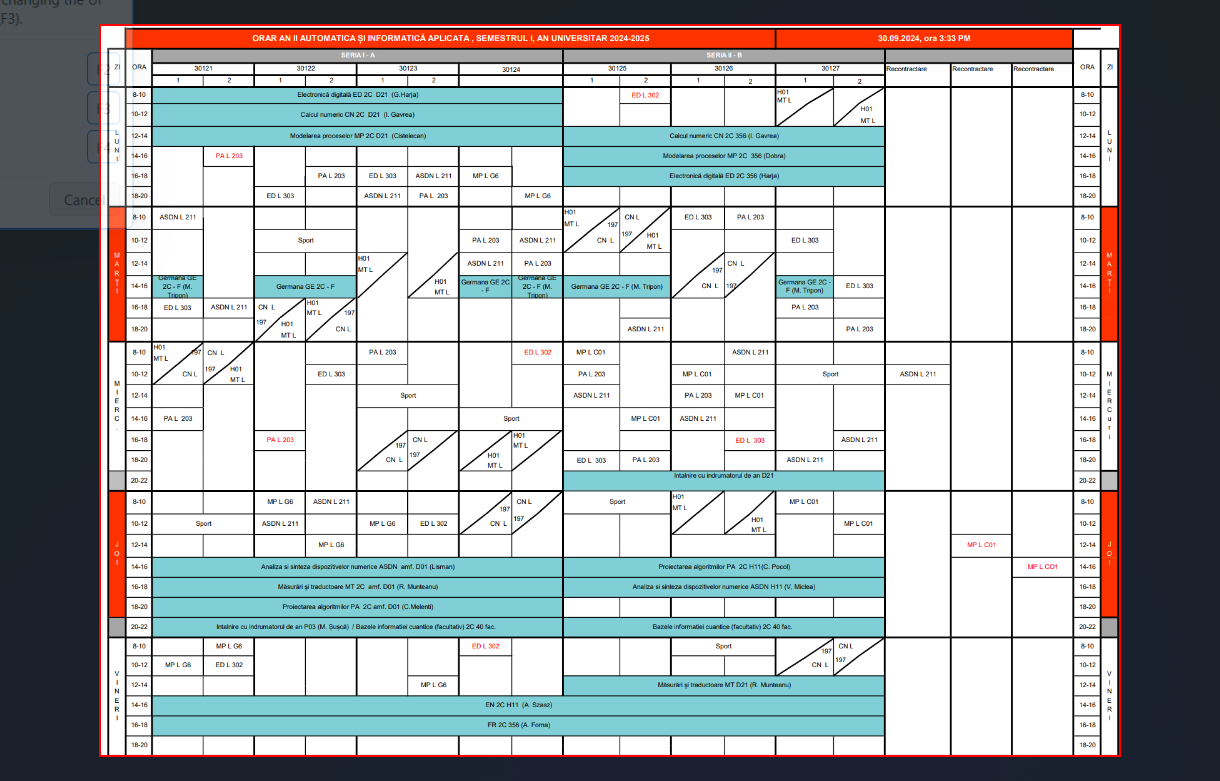 changing the or
F3).
F2
F3
F4
Cancel
ORAR AN II AUTOMATICA ŞI INFORMATICĂ APLICATA , SEMESTRUL I, AN UNIVERSITAR 2024-2025 30.09.2024, ora 3:33 PM
ZI ORA SERIA I - A SERIA II - B ORA ZI
30121 30122 30123 30124 30125 30126 30127 Recontractare Recontractare Recontractare
1 2 1 2 1 2 1 2 1 2 1 2 1 2
LUNI
8-10 Electronică digitală ED 2C D21 (G.Harja) ED L 302 H01 MT L 8-10
10-12 Calcul numeric CN 2C D21 (I. Gavrea) H01 MT L 10-12
12-14 Modelarea proceselor MP 2C D21 (Cistelecan) Calcul numeric CN 2C 356 (I. Gavrea) 12-14
14-16 PA L 203 Modelarea proceselor MP 2C 356 (Dobra) 14-16
16-18 PA L 203 ED L 303 ASDN L 211 MP L G6 Electronică digitală ED 2C 356 (Harja) 16-18
18-20 ED L 303 ASDN L 211 PA L 203 MP L G6 18-20
MARȚI
8-10 ASDN L 211 H01 MT L 197 CN L ED L 303 PA L 203 8-10
10-12 Sport PA L 203 ASDN L 211 CN L 197 H01 MT L ED L 303 10-12
12-14 H01 MT L ASDN L 211 PA L 203 197 CN L 12-14
14-16 Germana GE 2C - F (M. Tripon) Germana GE 2C - F H01 MT L Germana GE 2C - F Germana GE 2C - F (M. Tripon) Germana GE 2C - F (M. Tripon) CN L 197 Germana GE 2C - F (M. Tripon) ED L 303 14-16
16-18 ED L 303 ASDN L 211 CN L H01 MT L 197 PA L 203 16-18
18-20 197 H01 MT L CN L ASDN L 211 PA L 203 18-20
MIERC. MIERCuri
8-10 H01 MT L 197 CN L PA L 203 ED L 302 MP L C01 ASDN L 211 8-10
10-12 CN L 197 H01 MT L ED L 303 PA L 203 MP L C01 Sport ASDN L 211 10-12
12-14 Sport ASDN L 211 PA L 203 MP L C01 12-14
14-16 PA L 203 Sport MP L C01 ASDN L 211 14-16
16-18 PA L 203 197 CN L H01 MT L ED L 303 ASDN L 211 16-18
18-20 CN L 197 H01 MT L ED L 303 PA L 203 ASDN L 211 18-20
20-22 Intalnire cu indrumatorul de an D21 20-22
JOI
8-10 MP L G6 ASDN L 211 197 CN L Sport H01 MT L MP L C01 8-10
10-12 Sport ASDN L 211 MP L G6 ED L 302 CN L 197 H01 MT L MP L C01 10-12
12-14 MP L G6 MP L C01 12-14
14-16 Analiza si sinteza dispozitivelor numerice ASDN amf. D01 (Lisman) Proiectarea algoritmilor PA 2C H11(C. Pocol) MP L CO1 14-16
16-18 Măsurări şi traductoare MT 2C amf. D01 (R. Munteanu) Analiza si sinteza dispozitivelor numerice ASDN H11 (V. Miclea) 16-18
18-20 Proiectarea algoritmilor PA 2C amf. D01 (C.Melenti) 18-20
20-22 Intalnire cu indrumatorul de an P03 (M. Şuşcă) / Bazele informatiei cuantice (facultativ) 2C 40 fac. Bazele informatiei cuantice (facultativ) 2C 40 fac. 20-22
VINERI
8-10 MP L G6 ED L 302 Sport 197 CN L 8-10
10-12 MP L G6 ED L 302 CN L 197 10-12
12-14 MP L G6 Măsurări şi traductoare MT D21 (R. Munteanu) 12-14
14-16 EN 2C H11 (A. Szasz) 14-16
16-18 FR 2C 356 (A. Forna) 16-18
18-20 18-20